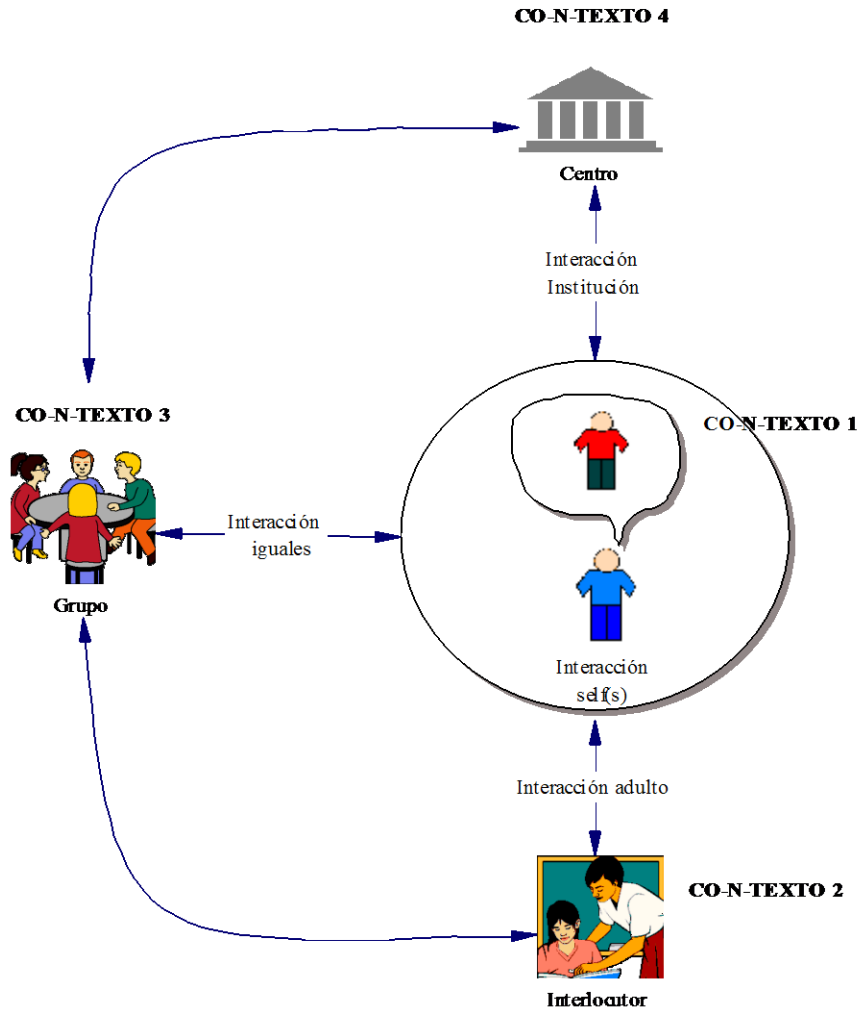 CO-N-TEXTO 4
Centro
Interacción
Institución
CO-N-TEXTO 3
CO-N-TEXTO 1
Interacción
iguales
Grupo
Interacción
self(s)
Interacción adulto
CO-N-TEXTO 2
Interlocutor